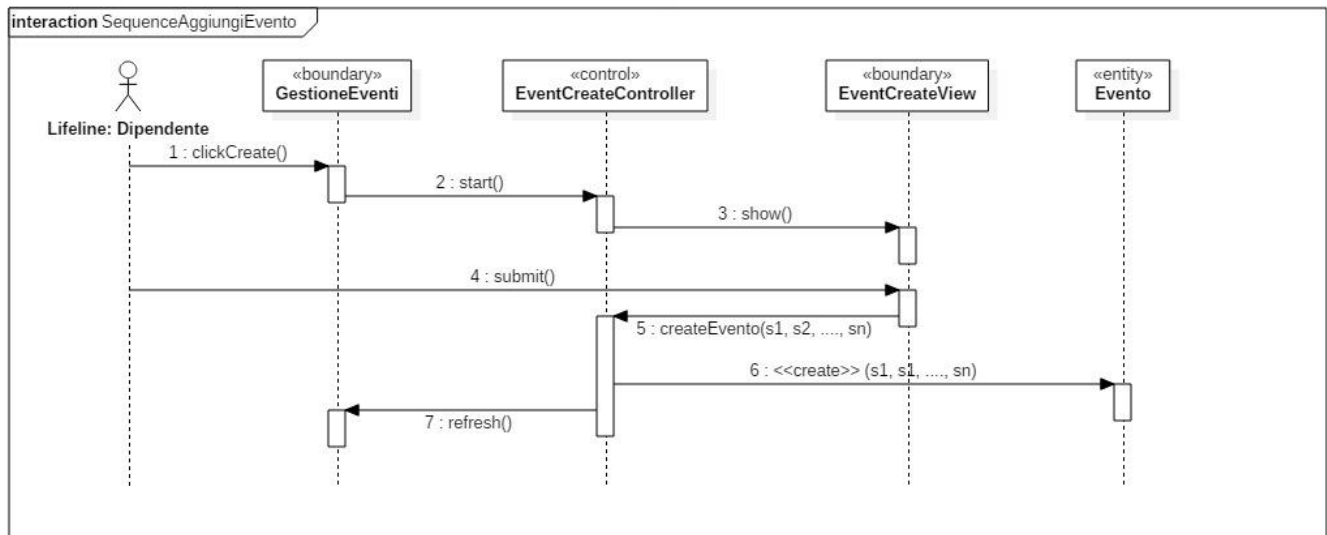 interaction SequenceAggiungiEvento
«boundary»
GestioneEventi
«control»
EventCreateController
«boundary»
EventCreateView
«entity»
Evento
Lifeline: Dipendente
1 : clickCreate()
2 : start()
3 : show()
4 : submit()
5 : createEvento(s1, s2, ...., sn)
6 : <<create>> (s1, s1, ...., sn)
7 : refresh()